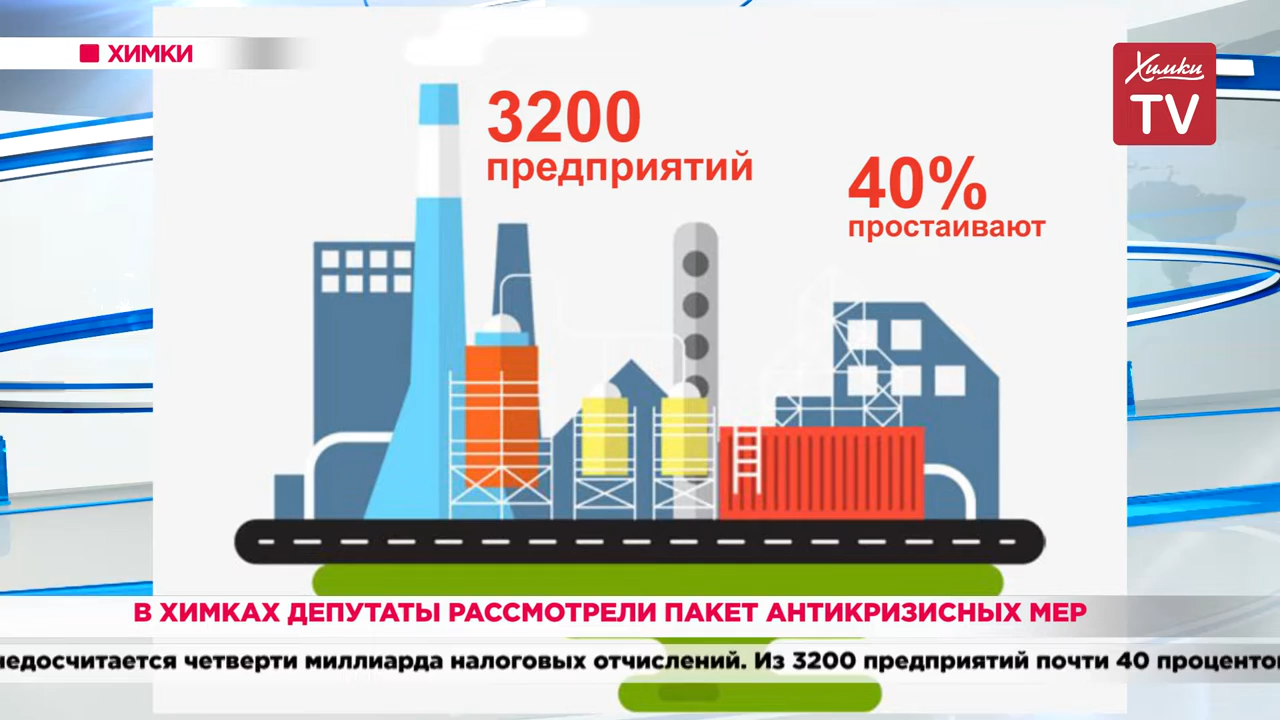 ХИМКИ
Химки
TV
3200
предприятий
40%
простаивают
В ХИМКАХ ДЕПУТАТЫ РАССМОТРЕЛИ ПАКЕТ АНТИКРИЗИСНЫХ МЕР
недосчитается четверти миллиарда налоговых отчислений. Из 3200 предприятий почти 40 проценто